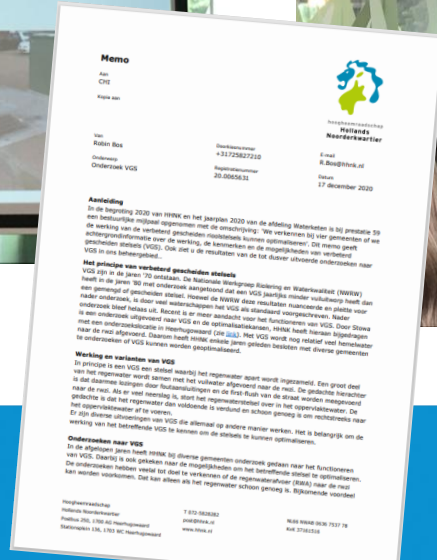 Memo
Aan
CHI
Kopie aan
hoogheemraadschap
Hollands
Noorderkwartier
Van
Robin Bos
Doorkiesnummer
+31725827210
E-mail
R.Bos@hhnk.nl
Onderwerp
Onderzoek VGS
Registratienummer
20.0065631
Datum
17 december 2020
Aanleiding
In de begroting 2020 van HHNK en het jaarplan 2020 van de afdeling Waterketen is bij prestatie 59
een bestuurlijke mijlpaal opgenomen met de omschrijving: 'We verkennen bij vier gemeenten of we
de werking van de verbeterd gescheiden rioolstelsels kunnen optimaliseren'. Dit memo geeft
achtergrondinformatie over de werking, de kenmerken en de mogelijkheden van verbeterd
gescheiden stelsels (VGS). Ook ziet u de resultaten van de tot dusver uitvoerde onderzoeken naar
VGS in ons beheergebied..
Het principe van verbeterd gescheiden stelsels
VGS zijn in de jaren '70 ontstaan. De Nationale Werkgroep Riolering en Waterkwaliteit (NWRW)
heeft in de jaren '80 met onderzoek aangetoond dat een VGS jaarlijks minder vuiluitworp heeft dan
een gemengd of gescheiden stelsel. Hoewel de NWRW deze resultaten nuanceerde en pleitte voor
nader onderzoek, is door veel waterschappen het VGS als standaard voorgeschreven. Nader
onderzoek bleef helaas uit. Recent is er meer aandacht voor het functioneren van VGS. Door Stowa
is een onderzoek uitgevoerd naar VGS en de optimalisatiekansen, HHNK heeft hieraan bijgedragen
met een onderzoekslocatie in Heerhugowaard (zie link). Met VGS wordt nog relatief veel hemelwater
naar de rwzi afgevoerd. Daarom heeft HHNK enkele jaren geleden besloten met diverse gemeenten
te onderzoeken of VGS kunnen worden geoptimaliseerd.
Werking en varianten van VGS
In principe is een VGS een stelsel waarbij het regenwater apart wordt ingezameld. Een groot deel
van het regenwater wordt samen met het vuilwater afgevoerd naar de rwzi. De gedachte hierachter
is dat daarmee lozingen door foutaansluitingen en de first-flush van de straat worden meegevoerd
naar de rwzi. Als er veel neerslag is, stort het regenwaterstelsel over in het oppervlaktewater. De
gedachte is dat het regenwater dan voldoende is verdund en schoon genoeg is om rechtstreeks naar
het oppervlaktewater af te voeren.
Er zijn diverse uitvoeringen van VGS die allemaal op andere manier werken. Het is belangrijk om de
werking van het betreffende VGS te kennen om de stelsels te kunnen optimaliseren.
Onderzoeken naar VGS
In de afgelopen jaren heeft HHNK bij diverse gemeenten onderzoek gedaan naar het functioneren
van VGS. Daarbij is ook gekeken naar de mogelijkheden om het betreffende stelsel te optimaliseren.
De onderzoeken hebben veelal tot doel te verkennen of de regenwaterafvoer (RWA) naar de rwzi
kan worden voorkomen. Dat kan alleen als het regenwater schoon genoeg is. Bijkomende voordeel
Hoogheemraadschap
Hollands Noorderkwartier
Postbus 250, 1700 AG Heerhugowaard
Stationsplein 136, 1703 WC Heerhugowaard
T 072-5828282
post@hhnk.nl
www.hhnk.nl
KvK 37161516